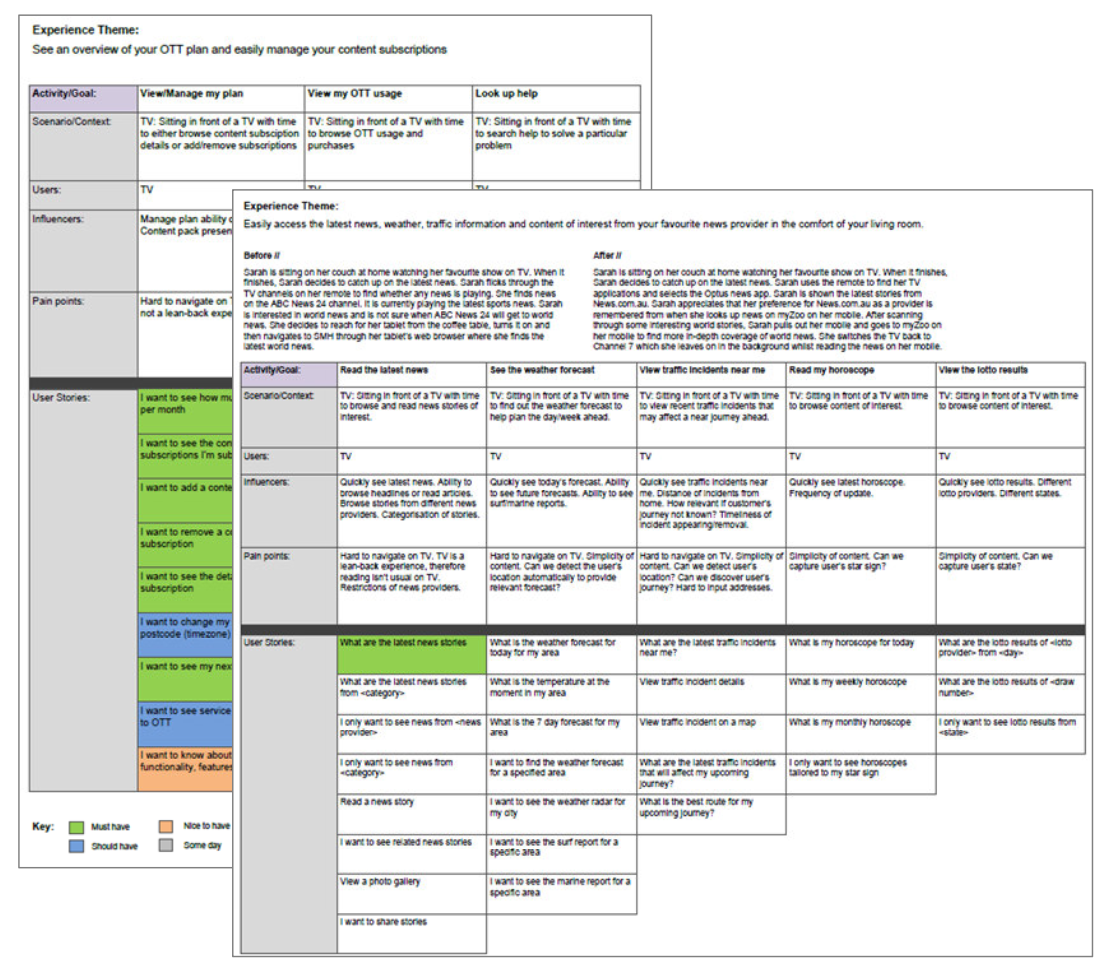 Experience Theme:
See an overview of your OTT plan and easily manage your content subscriptions
Activity/Goal:
View/Manage my plan
View my OTT usage
Look up help
Scenario/Context:
TV: Sitting in front of a TV with time
to either browse content subsciption
details or add/remove subscriptions
TV: Sitting in front of a TV with time
to browse OTT usage and
purchases
TV: Sitting in front of a TV with time
to search help to solve a particular
problem
Users:
TV
TV
TV
Influencers:
Manage plan ability
Content pack presen
Pain points:
Hard to navigate on
not a lean-back expe
User Stories:
I want to see how mu
per month
I want to see the con
subscriptions I'm sub
I want to add a conte
I want to remove a c
subscription
I want to see the deta
subscription
I want to change my
postcode (timezone)
I want to see my nex
I want to see service
to OTT
I want to know about
functionality, features
Key:
Must have
Nice to have
Should have
Some day
Experience Theme:
Easily access the latest news, weather, traffic information and content of interest from your favourite news provider in the comfort of your living room.
Before //
Sarah is sitting on her couch at home watching her favourite show on TV. When it
finishes, Sarah decides to catch up on the latest news. Sarah flicks through the
TV channels on her remote to find whether any news is playing. She finds news
on the ABC News 24 channel. It is currently playing the latest sports news. Sarah
is interested in world news and is not sure when ABC News 24 will get to world
news. She decides to reach for her tablet from the coffee table, turns it on and
then navigates to SMH through her tablet's web browser where she finds the
latest world news.
After //
Sarah is sitting on her couch at home watching her favourite show on TV. When it finishes,
Sarah decides to catch up on the latest news. Sarah uses the remote to find her TV
applications and selects the Optus news app. Sarah is shown the latest stories from
News.com.au. Sarah appreciates that her preference for News.com.au as a provider is
remembered from when she looks up news on myZoo on her mobile. After scanning
through some interesting world stories, Sarah pulls out her mobile and goes to myZoo on
her mobile to find more in-depth coverage of world news. She switches the TV back to
Channel 7 which she leaves on in the background whilst reading the news on her mobile.
Activity/Goal:
Read the latest news
See the weather forecast
View traffic incidents near me
Read my horoscope
View the lotto results
Scenario/Context:
TV: Sitting in front of a TV with time
to browse and read news stories of
interest.
TV: Sitting in front of a TV with time
to find out the weather forecast to
help plan the day/week ahead.
TV: Sitting in front of a TV with time
to view recent traffic incidents that
may affect a near journey ahead.
TV: Sitting in front of a TV with time
to browse content of interest.
TV: Sitting in front of a TV with time
to browse content of interest.
Users:
TV
TV
TV
TV
TV
Influencers:
Quickly see latest news. Ability to
browse headlines or read articles.
Browse stories from different news
providers. Categorisation of stories.
Quickly see today's forecast. Ability
to see future forecasts. Ability to see
surf/marine reports.
Quickly see traffic incidents near
me. Distance of incidents from
home. How relevant if customer's
journey not known? Timeliness of
incident appearing/removal.
Quickly see latest horoscope.
Frequency of update.
Quickly see lotto results. Different
lotto providers. Different states.
Pain points:
Hard to navigate on TV. TV is a
lean-back experience, therefore
reading isn't usual on TV.
Restrictions of news providers.
Hard to navigate on TV. Simplicity of
content. Can we detect the user's
location automatically to provide
relevant forecast?
Hard to navigate on TV. Simplicity of
content. Can we detect user's
location? Can we discover user's
journey? Hard to input addresses.
Simplicity of content. Can we
capture user's star sign?
Simplicity of content. Can we
capture user's state?
User Stories:
What are the latest news stories
What is the weather forecast for
today for my area
What are the latest traffic incidents
near me?
What is my horoscope for today
What are the lotto results of <lotto
provider> from <day>
What are the latest news stories
from <category>
What is the temperature at the
moment in my area
View traffic incident details
What is my weekly horoscope
What are the lotto results of <draw
number>
I only want to see news from <news
provider>
What is the 7 day forecast for my
area
View traffic incident on a map
What is my monthly horoscope
I only want to see lotto results from
<state>
I only want to see news from
<category>
I want to find the weather forecast
for a specified area
What are the latest traffic incidents
that will affect my upcoming
journey?
I only want to see horoscopes
tailored to my star sign
Read a news story
I want to see the weather radar for
my city
What is the best route for my
upcoming journey?
I want to see related news stories
I want to see the surf report for a
specific area
View a photo gallery
I want to see the marine report for a
specific area
I want to share stories